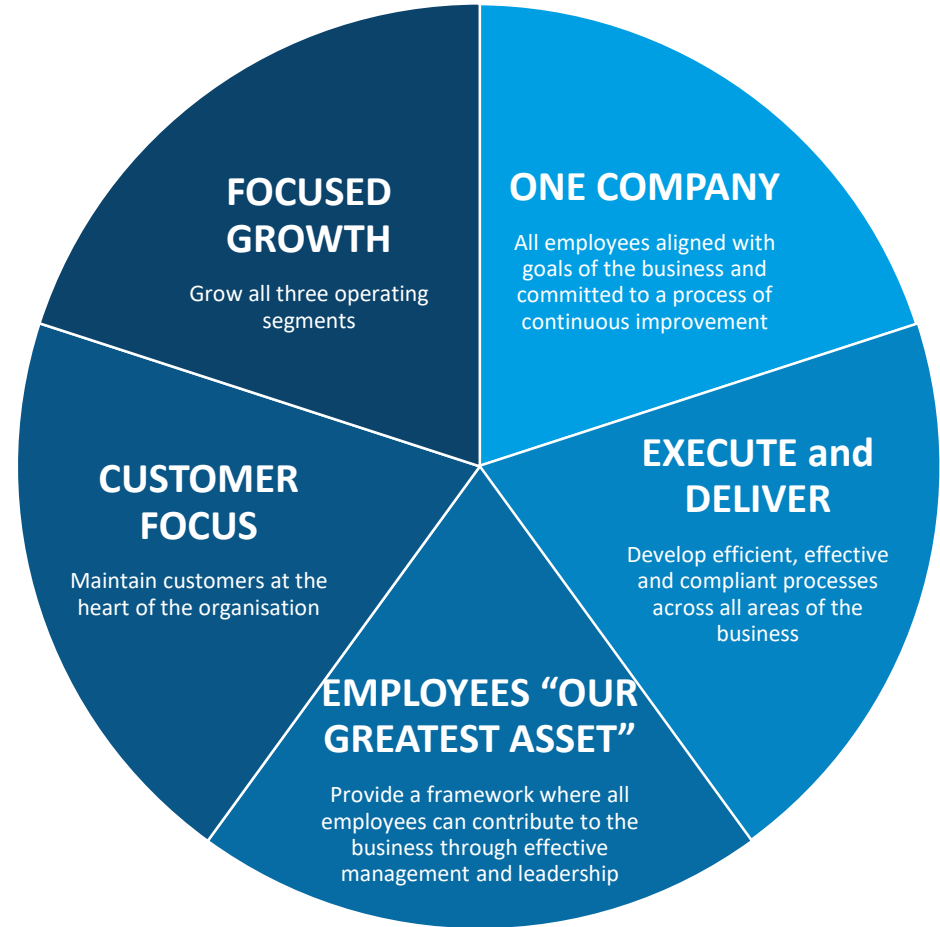 FOCUSED
GROWTH
Grow all three operating
segments
ONE COMPANY
All employees aligned with
goals of the business and
committed to a process of
continuous improvement
EXECUTE and
DELIVER
Develop efficient, effective
and compliant processes
across all areas of the
business
EMPLOYEES “OUR
GREATEST ASSET”
Provide a framework where all
employees can contribute to the
business through effective
management and leadership
CUSTOMER
FOCUS
Maintain customers at the
heart of the organisation